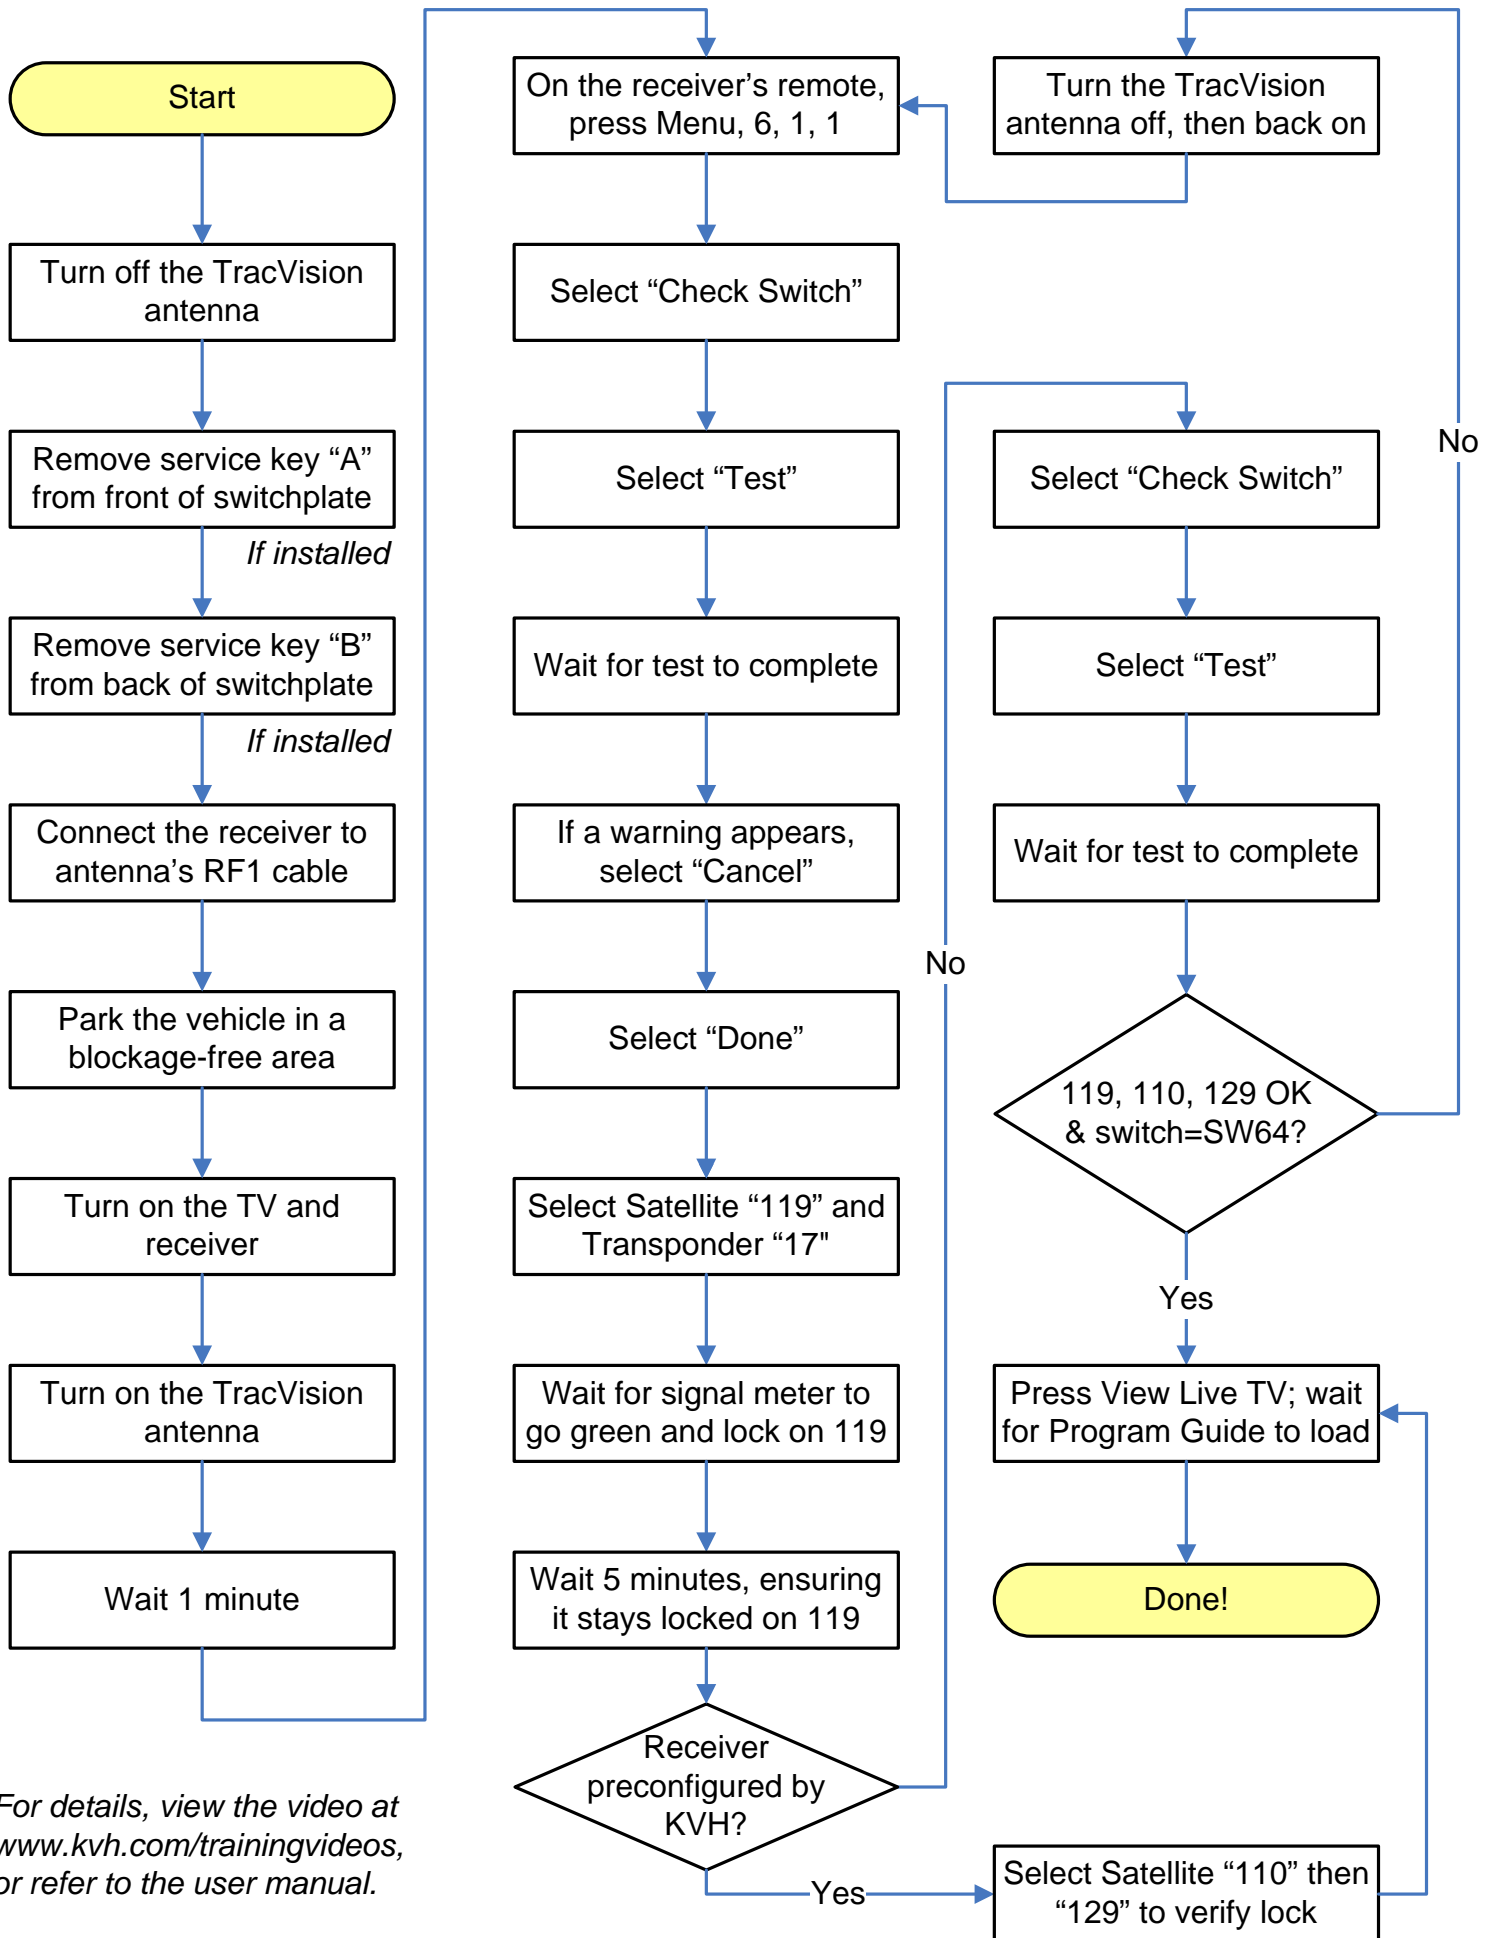 Start
Turn off the TracVision
antenna
Remove service key “A”
from front of switchplate
If installed
Remove service key “B”
from back of switchplate
If installed
Connect the receiver to
antenna’s RF1 cable
Park the vehicle in a
blockage-free area
Turn on the TV and
receiver
Turn on the TracVision
antenna
Wait 1 minute
For details, view the video at
www.kvh.com/trainingvideos,
or refer to the user manual.
On the receiver’s remote,
press Menu, 6, 1, 1
Select “Check Switch”
Select “Test”
Wait for test to complete
If a warning appears,
select “Cancel”
Select “Done”
Select Satellite “119” and
Transponder “17"
Wait for signal meter to
go green and lock on 119
Wait 5 minutes, ensuring
it stays locked on 119
Receiver
preconfigured by
KVH?
No
Yes
Turn the TracVision
antenna off, then back on
Select “Check Switch”
Select “Test”
Wait for test to complete
119, 110, 129 OK
& switch=SW64?
No
Yes
Press View Live TV; wait
for Program Guide to load
Done!
Select Satellite “110” then
“129” to verify lock